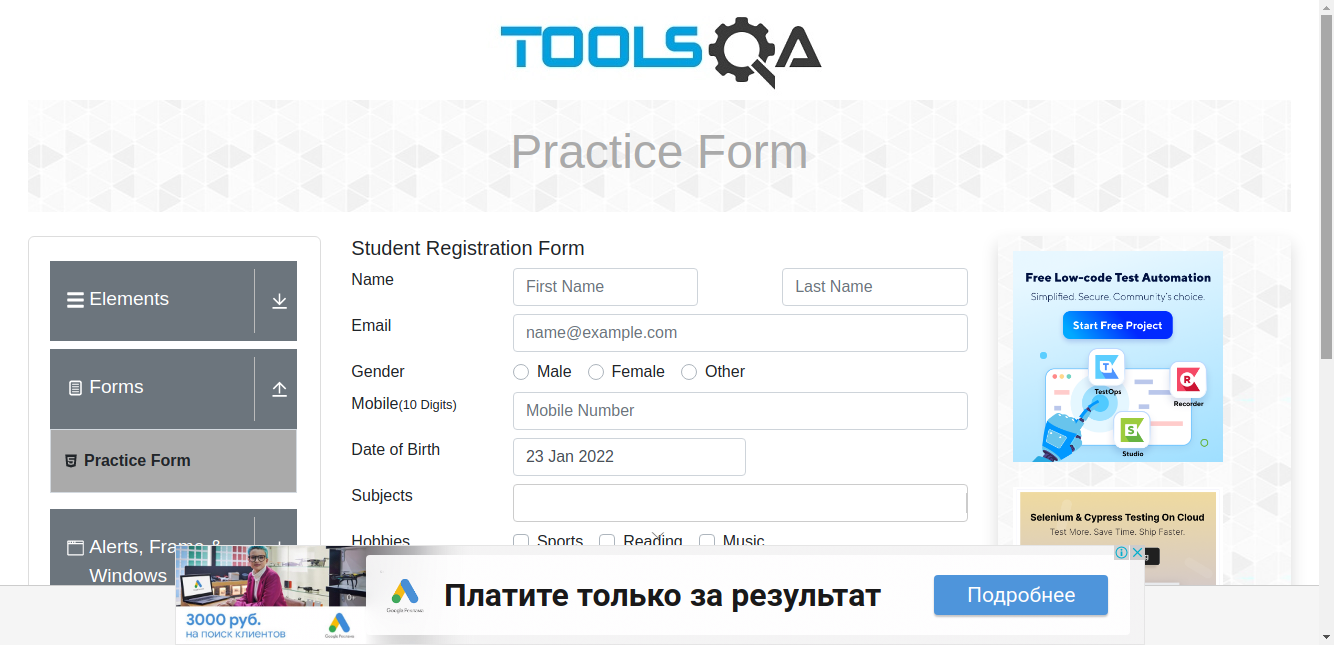 TOOLSQA
Practice Form
Elements
Forms
Practice Form
Alerts, Frame &
Windows
Student Registration Form
Name
First Name
Last Name
Email
name@example.com
Gender
Male
Female
Other
Mobile(10 Digits)
Mobile Number
Date of Birth
23 Jan 2022
Subjects
Hobbies
Sports
Reading
Music
Free Low-code Test Automation
Simplified. Secure. Community's choice.
Start Free Project
TestOps
Recorder
Studio
Selenium & Cypress Testing On Cloud
Test More. Save Time. Ship Faster.
0+
3000 руб.
на поиск клиентов
Google Реклама
Google Реклама
Платите только за результат
Подробнее